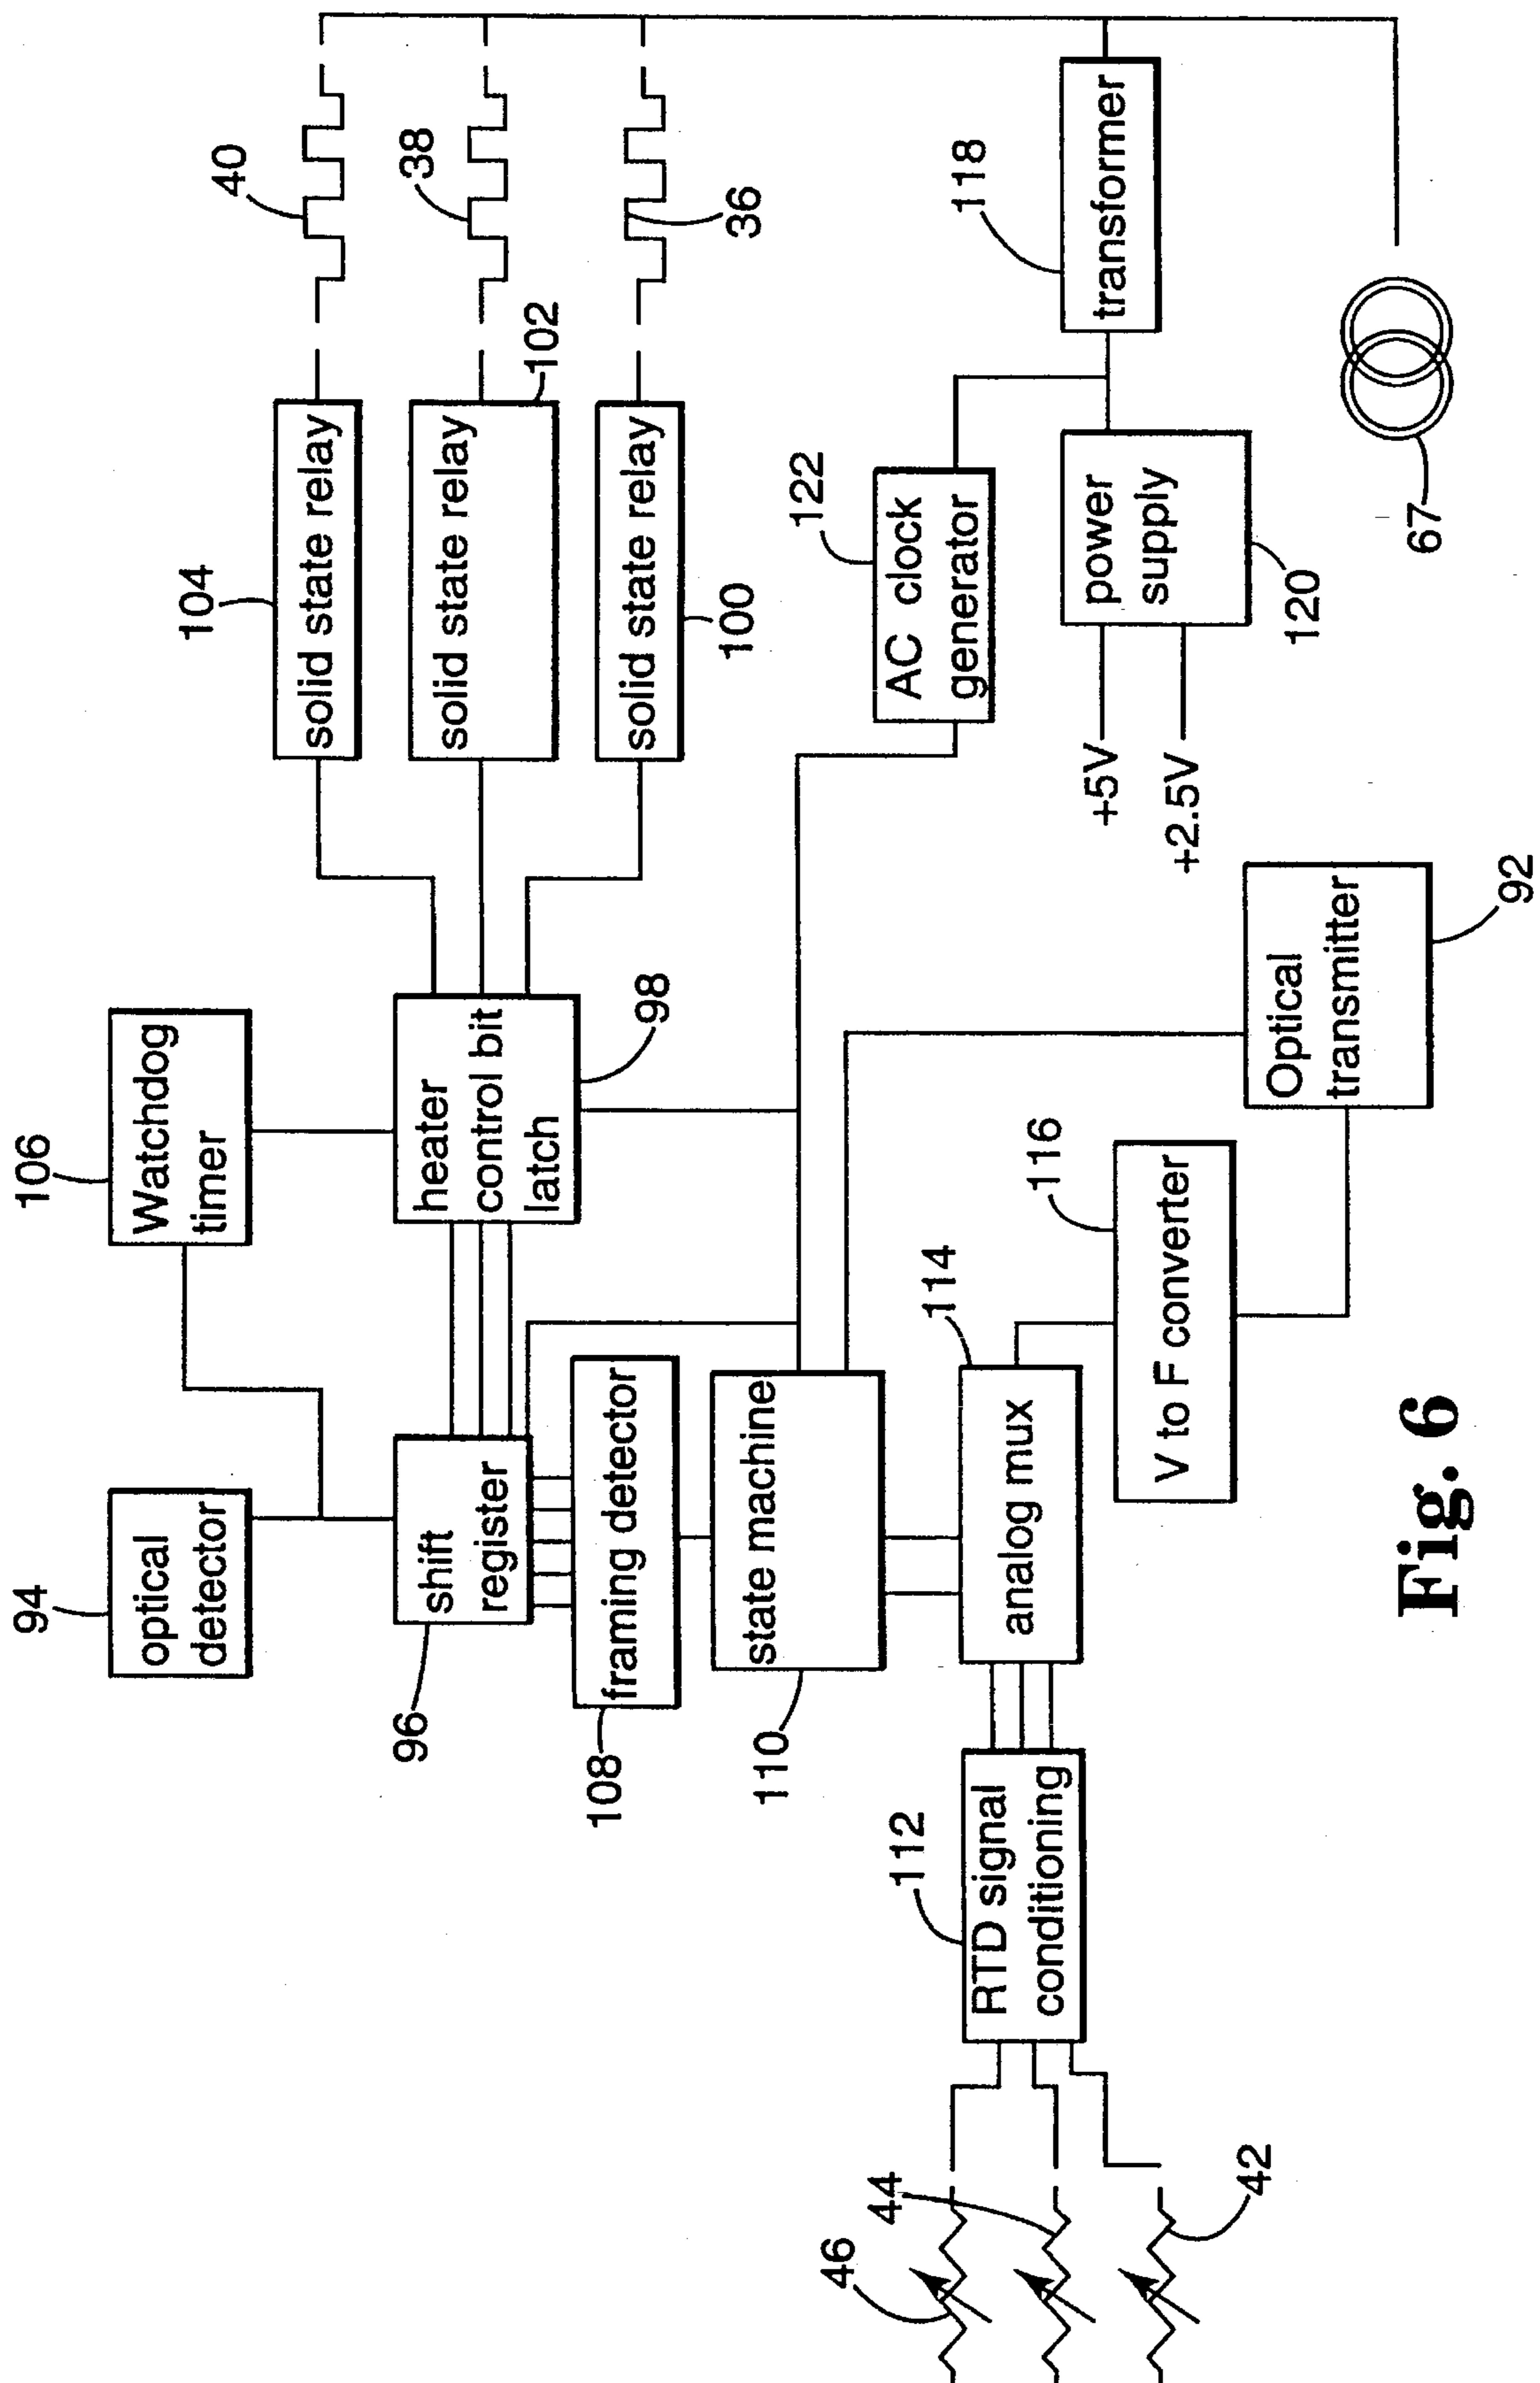 94
optical
detector
106
Watchdog
timer
104
solid state relay
40
96
shift
register
heater
control bit
latch
98
solid state relay
102
38
solid state relay
100
36
108
framing detector
110
state machine
122
AC clock
generator
118
transformer
112
RTD signal
conditioning
114
analog mux
116
V to F converter
Optical
transmitter
92
+5V
+2.5V
power
supply
120
67
46
44
42
Fig. 6